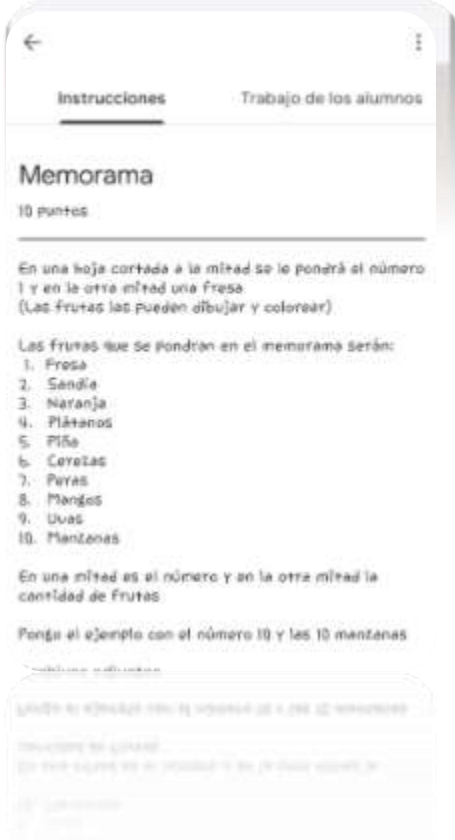 Instrucciones Trabajo de los alumnos
Memorama
10 puntos
En una hoja cortada a la mitad se le pondrá el número
1 y en la otra mitad una fresa
(Las frutas las pueden dibujar y colorear)
Las frutas que se pondran en el memorama serán:
1. Fresa
2. Sandía
3. Naranja
4. Plátanos
5. Piña
6. Cerezas
7. Peras
8. Mangos
9. Uvas
10. Manzanas
En una mitad es el número y en la otra mitad la
cantidad de frutas
Pongo el ejemplo con el número 10 y las 10 manzanas